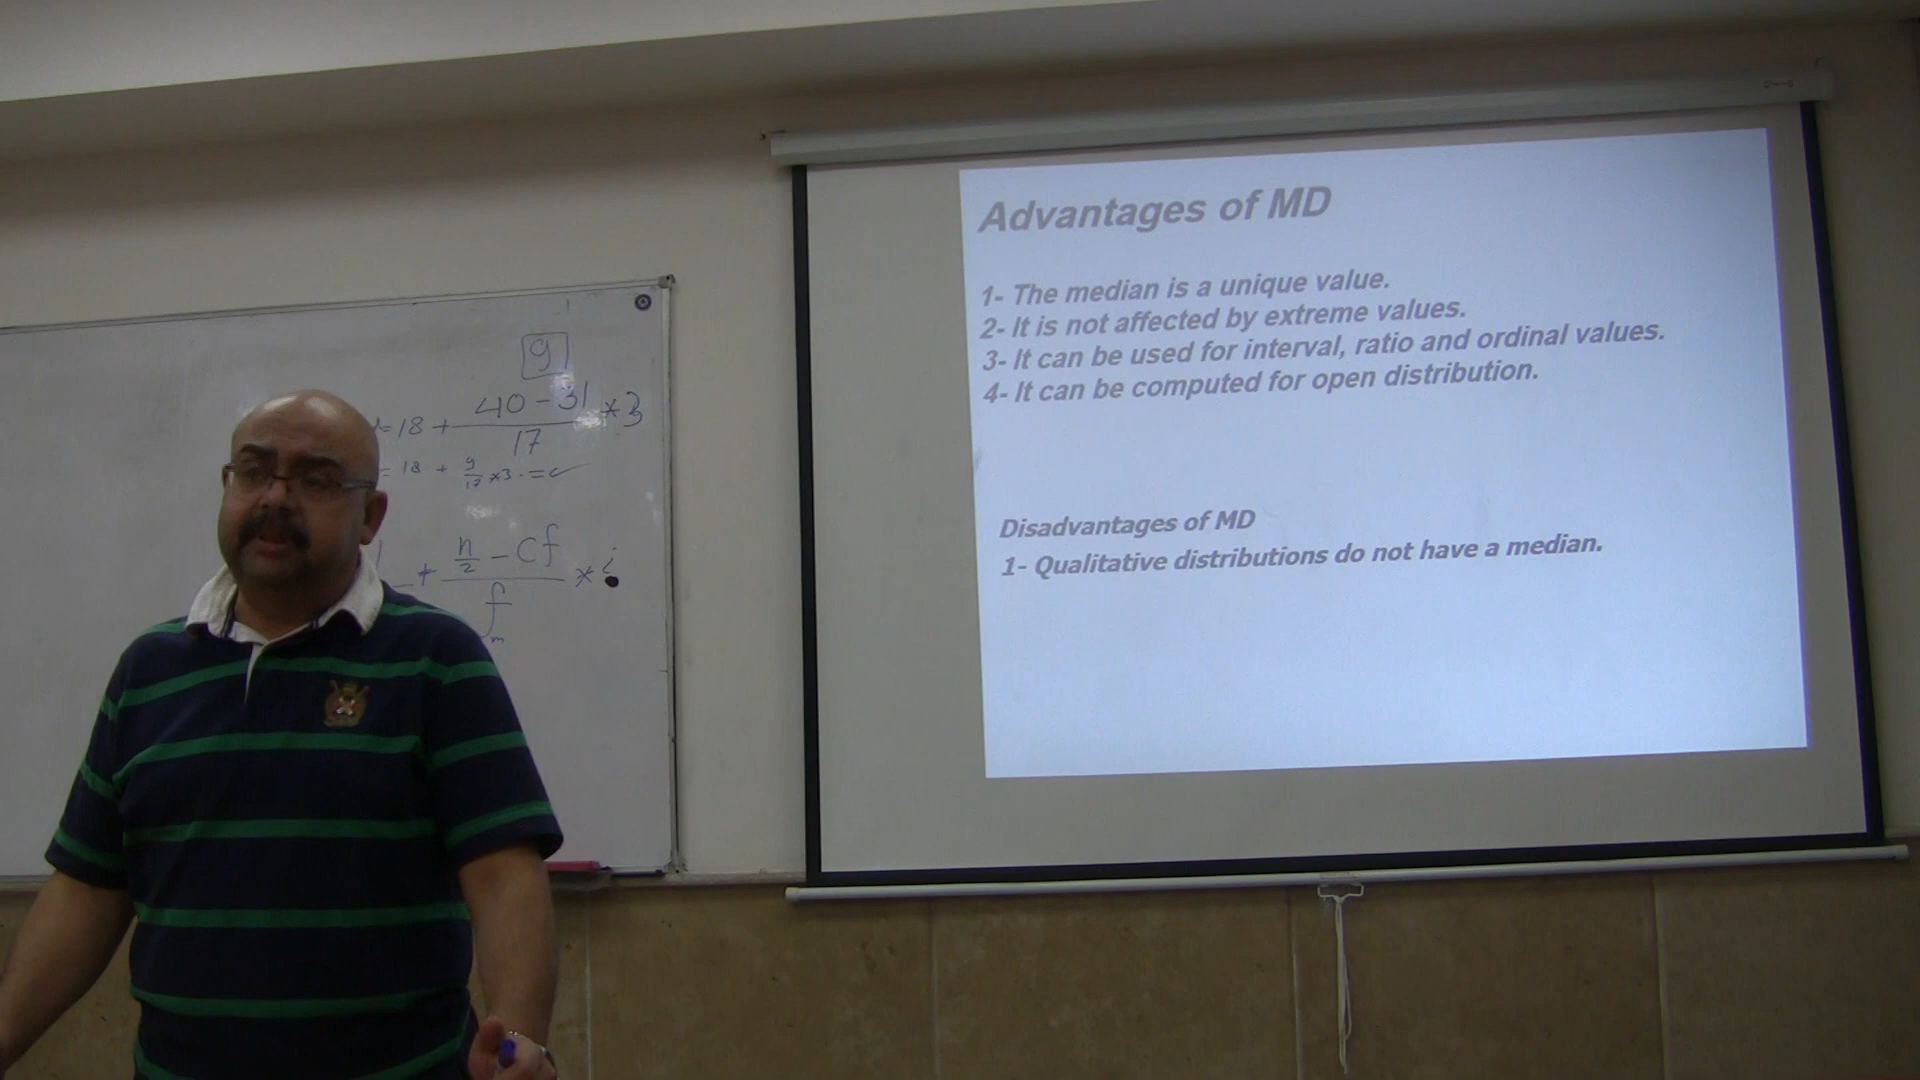 9
= 18 + 40 - 31 / 17 * 3
= 18 + 9/17 * 3 · =
+ n/2 - Cf / fm * i
Advantages of MD
1- The median is a unique value.
2- It is not affected by extreme values.
3- It can be used for interval, ratio and ordinal values.
4- It can be computed for open distribution.
Disadvantages of MD
1- Qualitative distributions do not have a median.